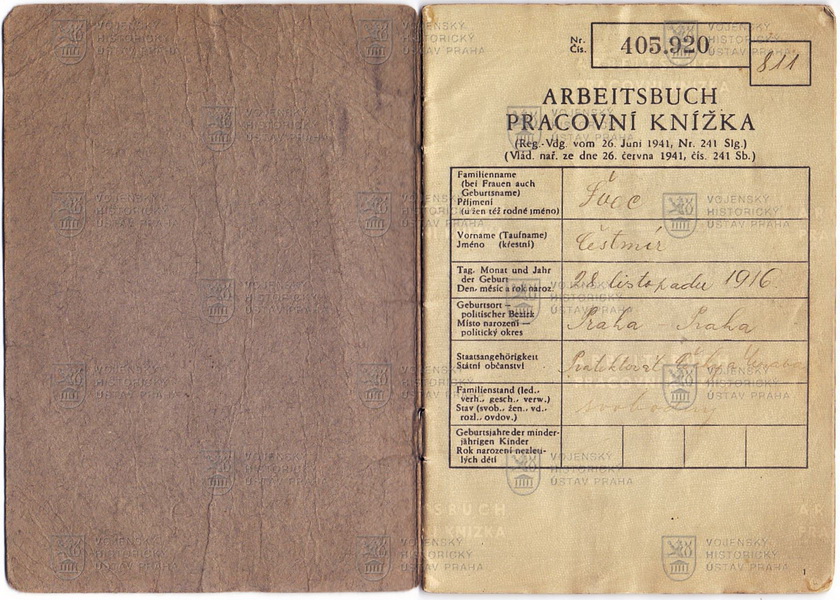 Nr.
Čís.
405.920
811
ARBEITSBUCH
PRACOVNÍ KNÍŽKA
(Reg.-Vdg. vom 26. Juni 1941, Nr. 241 Slg.)
(Vlád. nař. ze dne 26. června 1941, čís. 241 Sb.)
Familienname
(bei Frauen auch
Geburtsname)
Příjmení
(u žen též rodné jméno)
Švec
Vorname (Taufname)
Jméno (křestní)
Čestmír
Tag, Monat und Jahr
der Geburt
Den, měsíc a rok naroz.
28. listopadu 1916.
Geburtsort —
politischer Bezirk
Místo narození —
politický okres
Praha - Praha
Staatsangehörigkeit
Státní občanství
Protektorát Čechy a Morava
Familienstand (led.,
verh., gesch., verw.)
Stav (svob., žen., vd.,
rozl., ovdov.)
svobodný
Geburtsjahre der minder-
jährigen Kinder
Rok narození nezleti-
lých dětí
1
VOJENSKÝ
HISTORICKÝ
ÚSTAV PRAHA